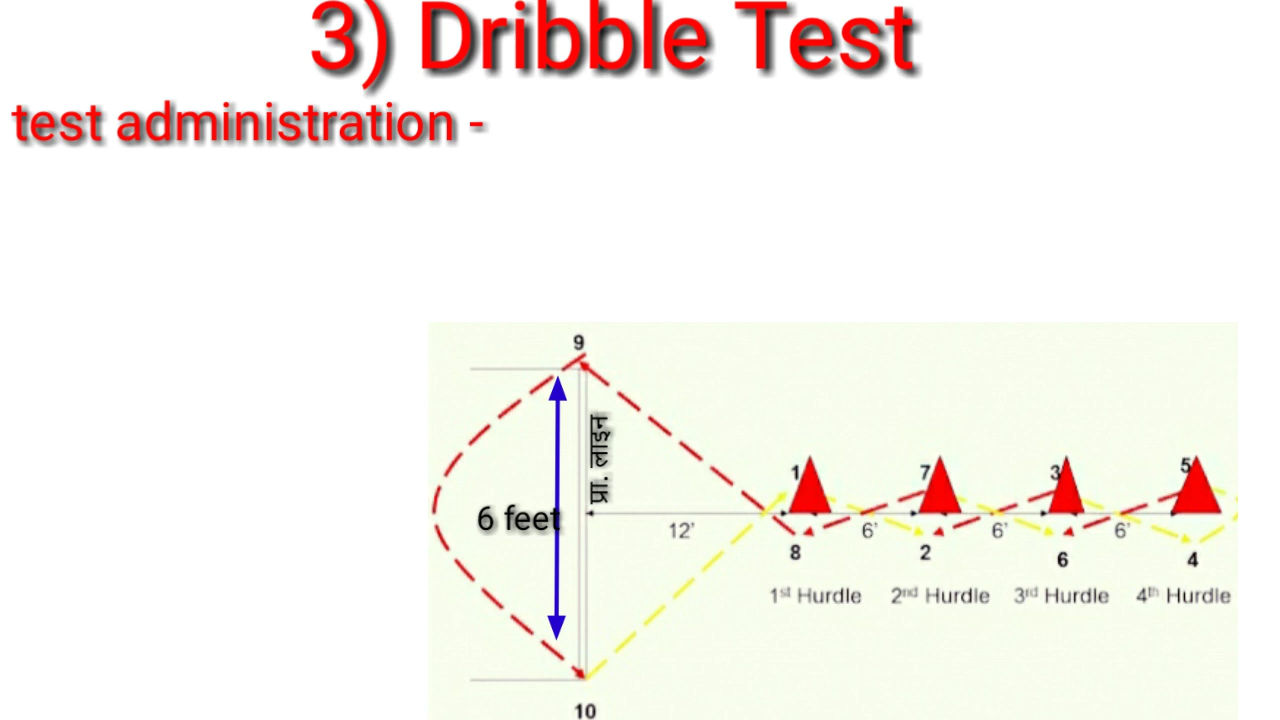 3) Dribble Test
test administration -
9
प्रा. लाइन
6 feet
1 7 3 5
12' 6' 6' 6'
8 2 6 4
1st Hurdle 2nd Hurdle 3rd Hurdle 4th Hurdle
10